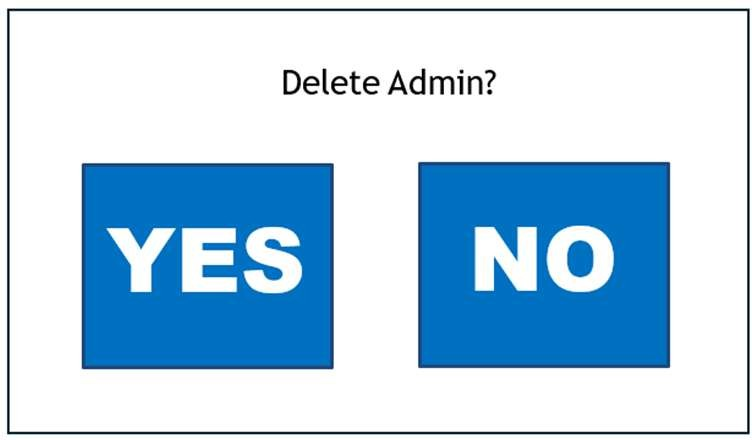 Delete Admin?
YES
NO